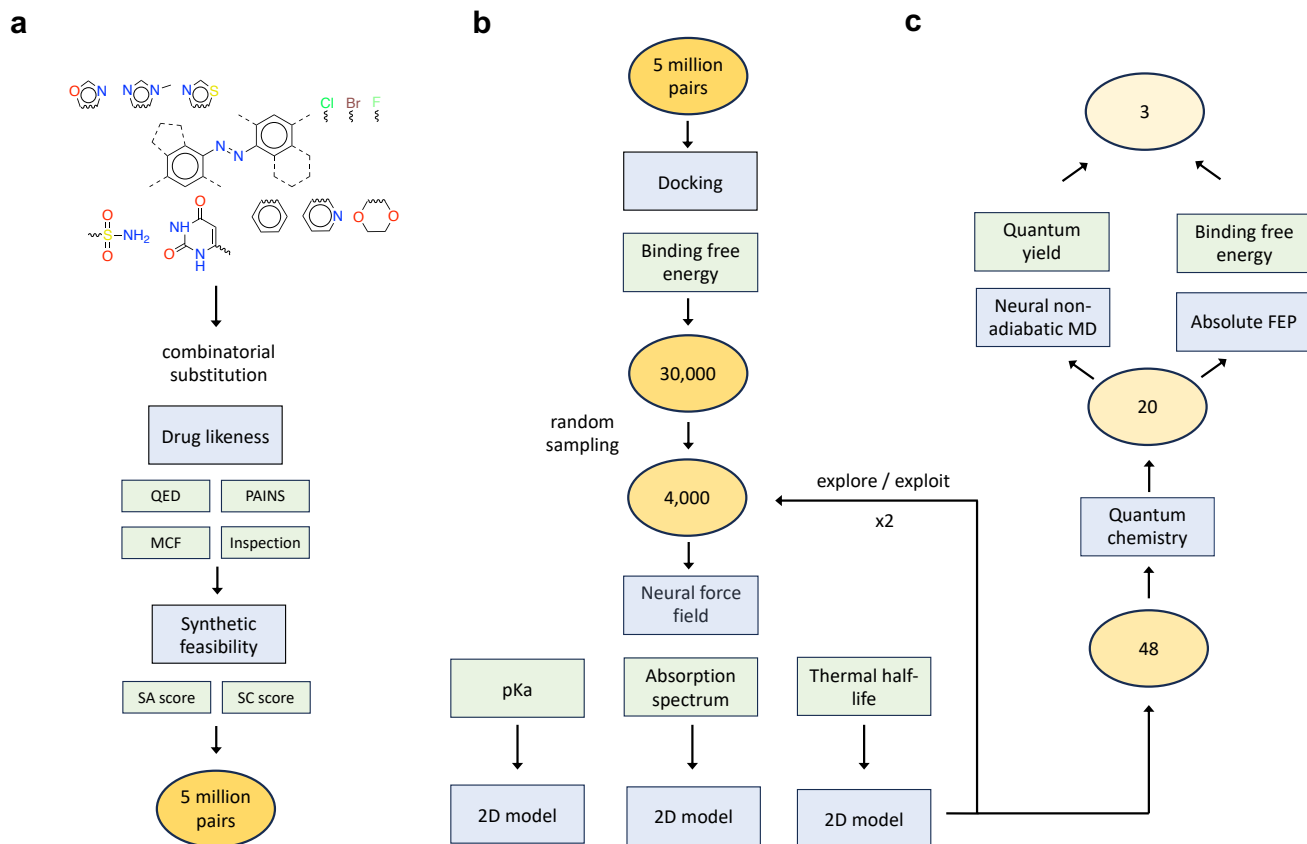 a
O N
N N
N S
Cl Br F
N N
O
S NH2
O
O
HN
O N
H
N
O O
combinatorial
substitution
Drug likeness
QED
PAINS
MCF
Inspection
Synthetic
feasibility
SA score
SC score
5 million
pairs
b
5 million
pairs
Docking
Binding free
energy
30,000
random
sampling
4,000
explore / exploit
x2
Neural force
field
pKa
Absorption
spectrum
Thermal half-
life
2D model
2D model
2D model
c
3
Quantum
yield
Binding free
energy
Neural non-
adiabatic MD
Absolute FEP
20
Quantum
chemistry
48